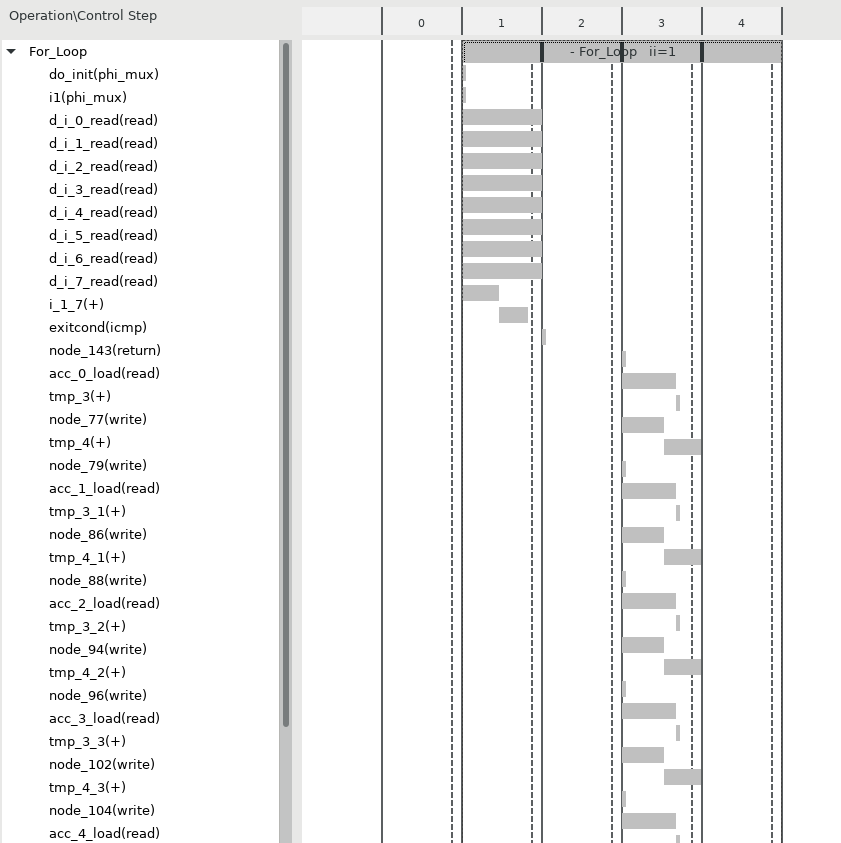 Operation\Control Step
0 1 2 3 4
For_Loop
- For_Loop ii=1
do_init(phi_mux)
i1(phi_mux)
d_i_0_read(read)
d_i_1_read(read)
d_i_2_read(read)
d_i_3_read(read)
d_i_4_read(read)
d_i_5_read(read)
d_i_6_read(read)
d_i_7_read(read)
i_1_7(+)
exitcond(icmp)
node_143(return)
acc_0_load(read)
tmp_3(+)
node_77(write)
tmp_4(+)
node_79(write)
acc_1_load(read)
tmp_3_1(+)
node_86(write)
tmp_4_1(+)
node_88(write)
acc_2_load(read)
tmp_3_2(+)
node_94(write)
tmp_4_2(+)
node_96(write)
acc_3_load(read)
tmp_3_3(+)
node_102(write)
tmp_4_3(+)
node_104(write)
acc_4_load(read)